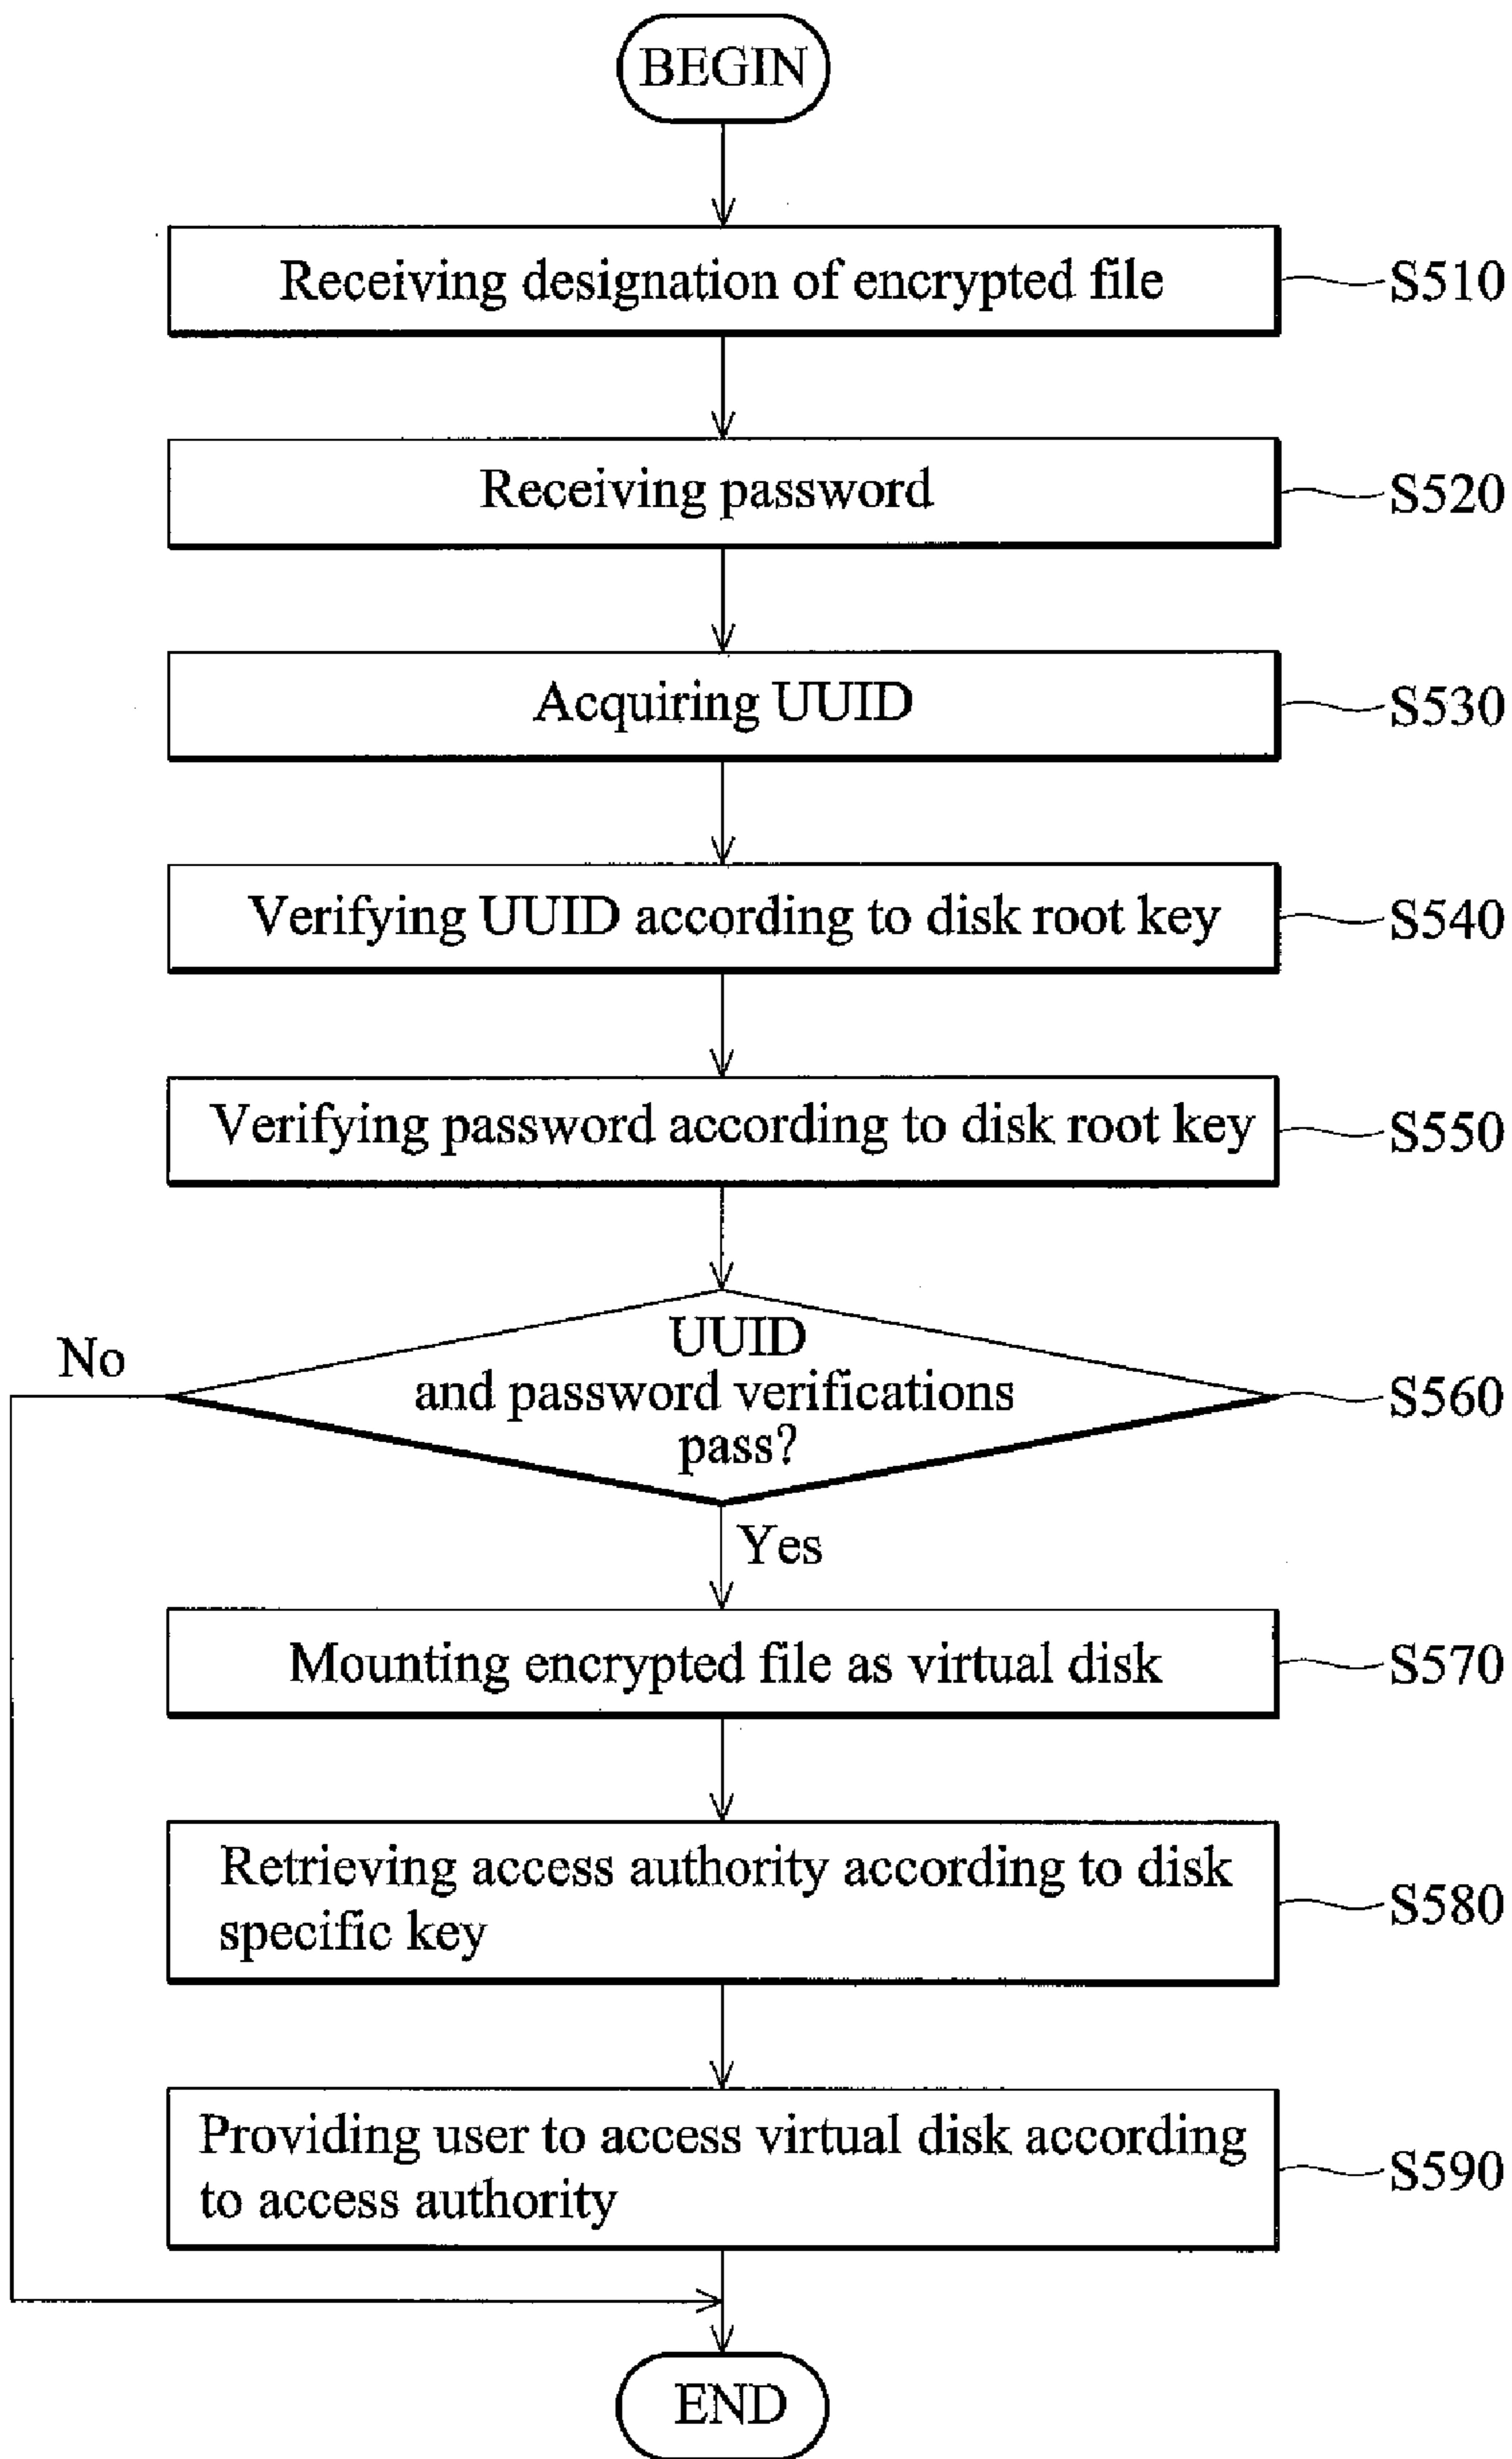 BEGIN
Receiving designation of encrypted file
S510
Receiving password
S520
Acquiring UUID
S530
Verifying UUID according to disk root key
S540
Verifying password according to disk root key
S550
No
UUID
and password verifications
pass?
S560
Yes
Mounting encrypted file as virtual disk
S570
Retrieving access authority according to disk
specific key
S580
Providing user to access virtual disk according
to access authority
S590
END